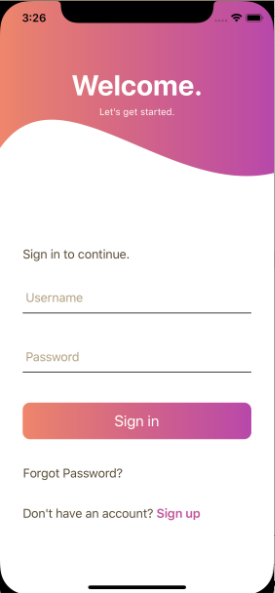 3:26
Welcome.
Let's get started.
Sign in to continue.
Username
Password
Sign in
Forgot Password?
Don't have an account? Sign up